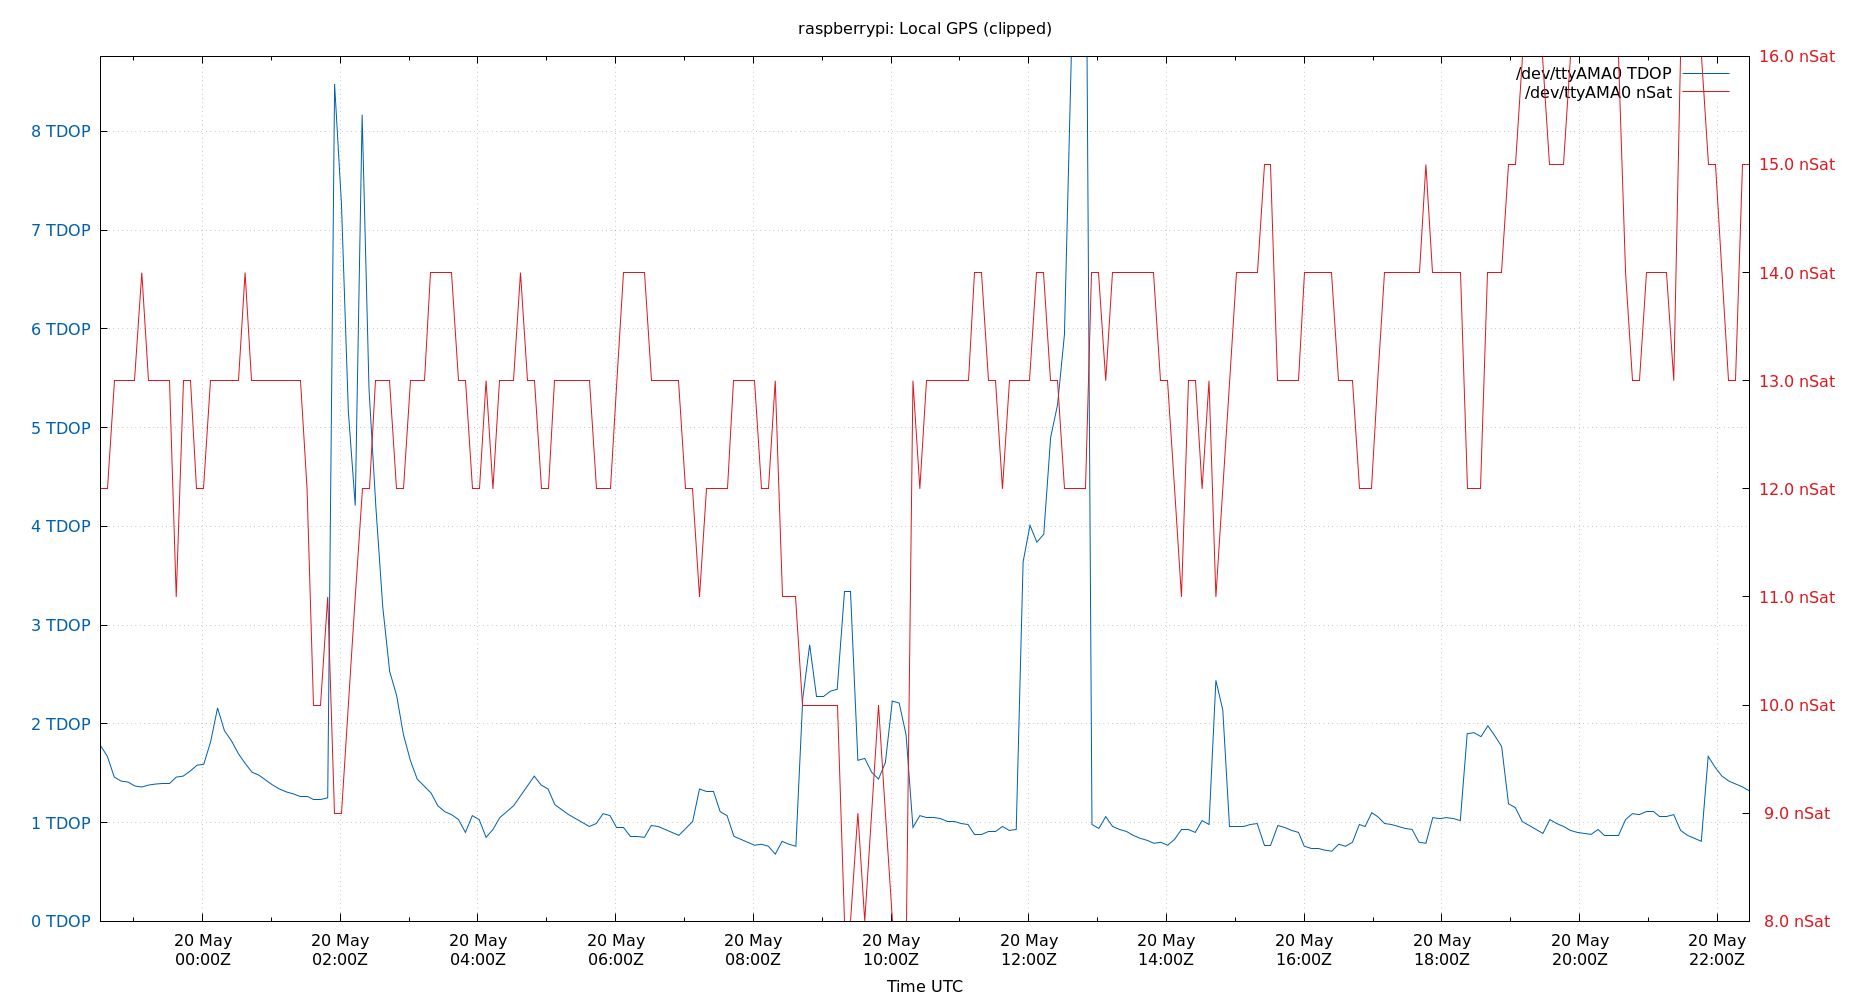 raspberrypi: Local GPS (clipped)
16.0 nSat
/dev/ttyAMA0 TDOP
/dev/ttyAMA0 nSat
8 TDOP
15.0 nSat
7 TDOP
14.0 nSat
6 TDOP
13.0 nSat
5 TDOP
12.0 nSat
4 TDOP
11.0 nSat
3 TDOP
10.0 nSat
2 TDOP
9.0 nSat
1 TDOP
0 TDOP
8.0 nSat
20 May 20 May 20 May 20 May 20 May 20 May 20 May 20 May 20 May 20 May 20 May 20 May
00:00Z 02:00Z 04:00Z 06:00Z 08:00Z 10:00Z 12:00Z 14:00Z 16:00Z 18:00Z 20:00Z 22:00Z
Time UTC